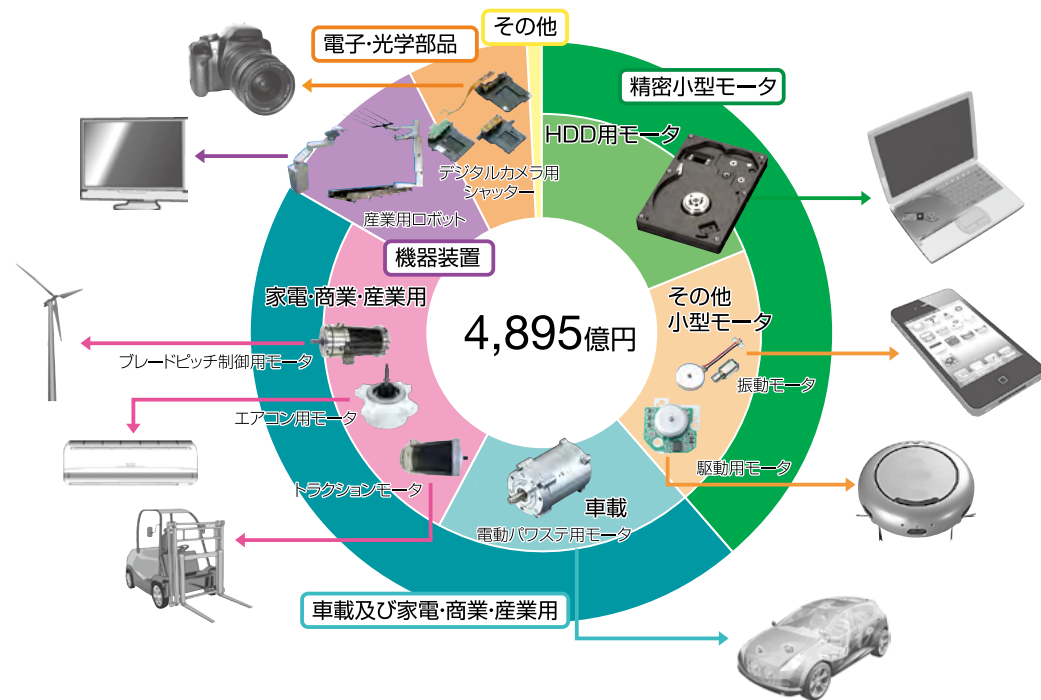 その他
電子・光学部品
精密小型モータ
HDD用モータ
デジタルカメラ用
シャッター
産業用ロボット
機器装置
家電・商業・産業用
その他
小型モータ
4,895億円
ブレードピッチ制御用モータ
振動モータ
エアコン用モータ
駆動用モータ
トラクションモータ
車載
電動パワステ用モータ
車載及び家電・商業・産業用